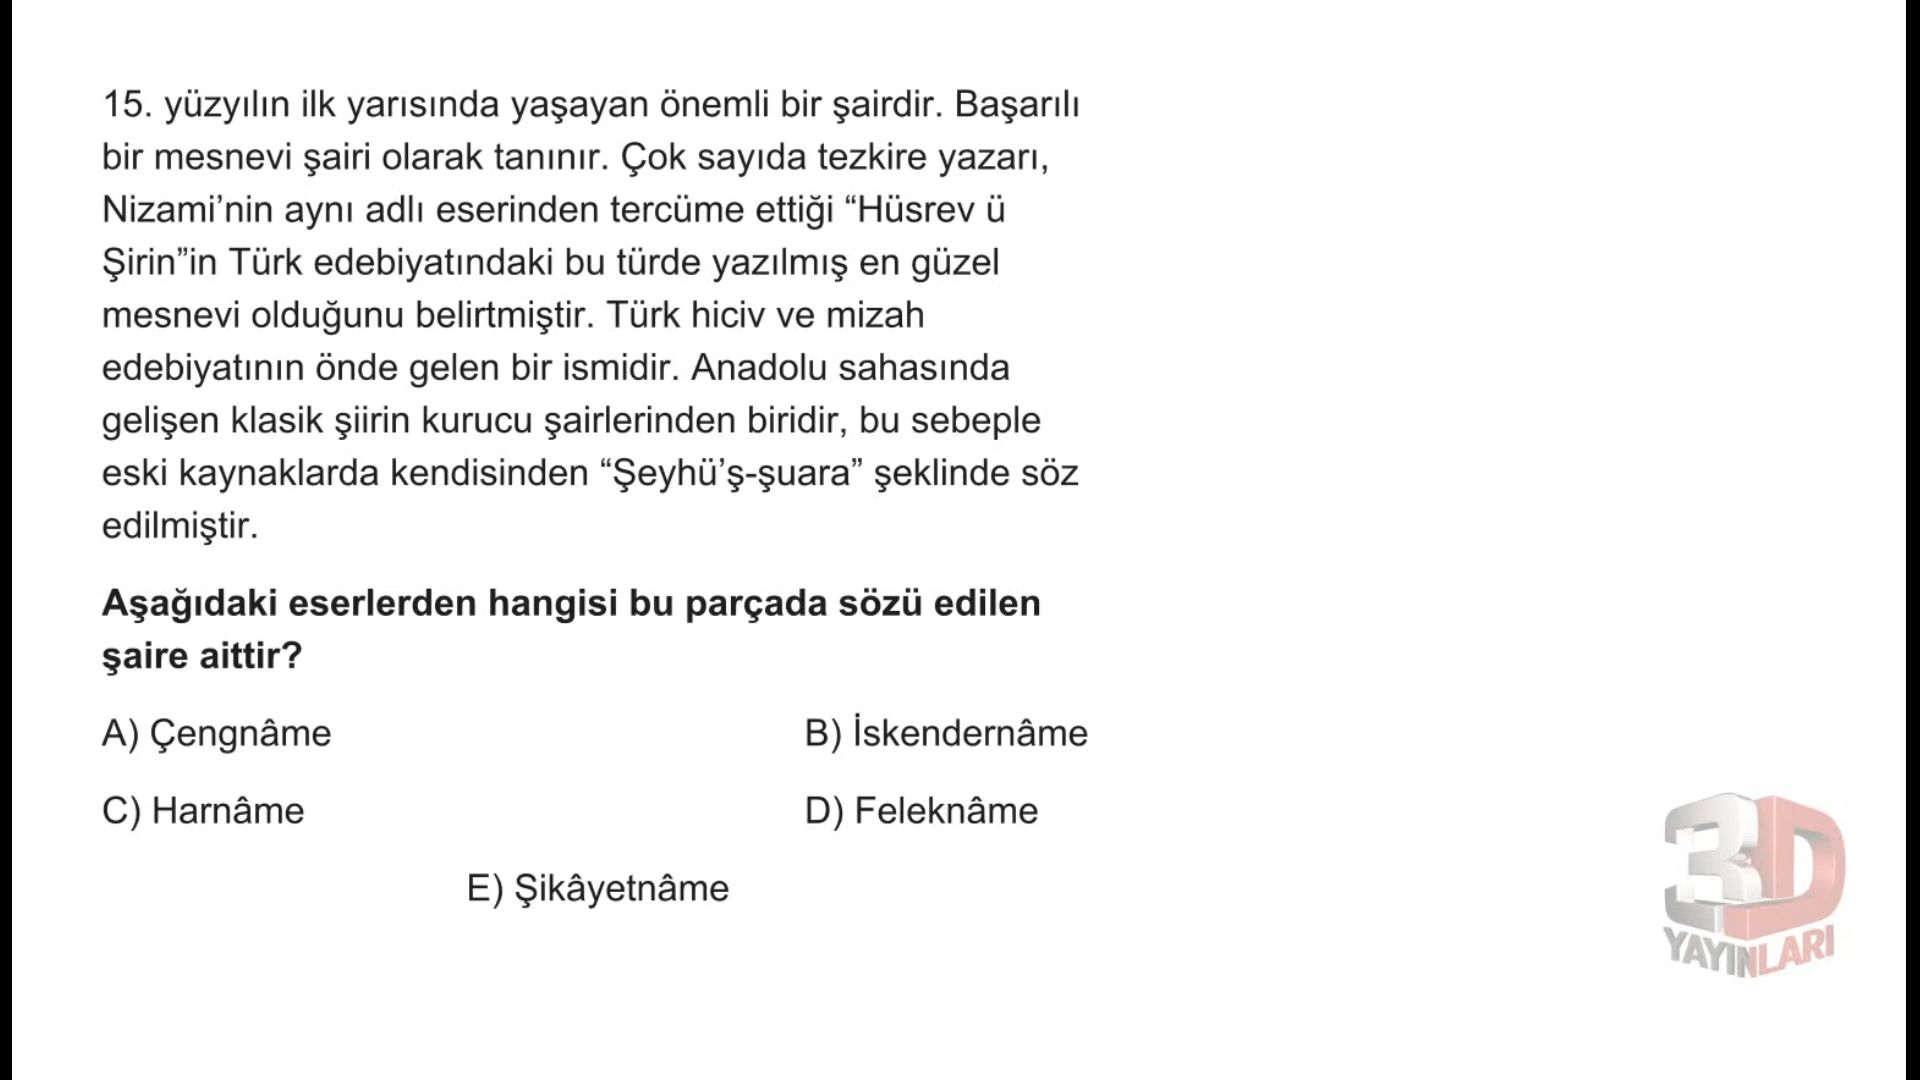 15. yüzyılın ilk yarısında yaşayan önemli bir şairdir. Başarılı
bir mesnevi şairi olarak tanınır. Çok sayıda tezkire yazarı,
Nizami’nin aynı adlı eserinden tercüme ettiği “Hüsrev ü
Şirin”in Türk edebiyatındaki bu türde yazılmış en güzel
mesnevi olduğunu belirtmiştir. Türk hiciv ve mizah
edebiyatının önde gelen bir ismidir. Anadolu sahasında
gelişen klasik şiirin kurucu şairlerinden biridir, bu sebeple
eski kaynaklarda kendisinden “Şeyhü’ş-şuara” şeklinde söz
edilmiştir.
Aşağıdaki eserlerden hangisi bu parçada sözü edilen
şaire aittir?
A) Çengnâme
B) İskendernâme
C) Harnâme
D) Feleknâme
E) Şikâyetnâme
3D
YAYINLARI